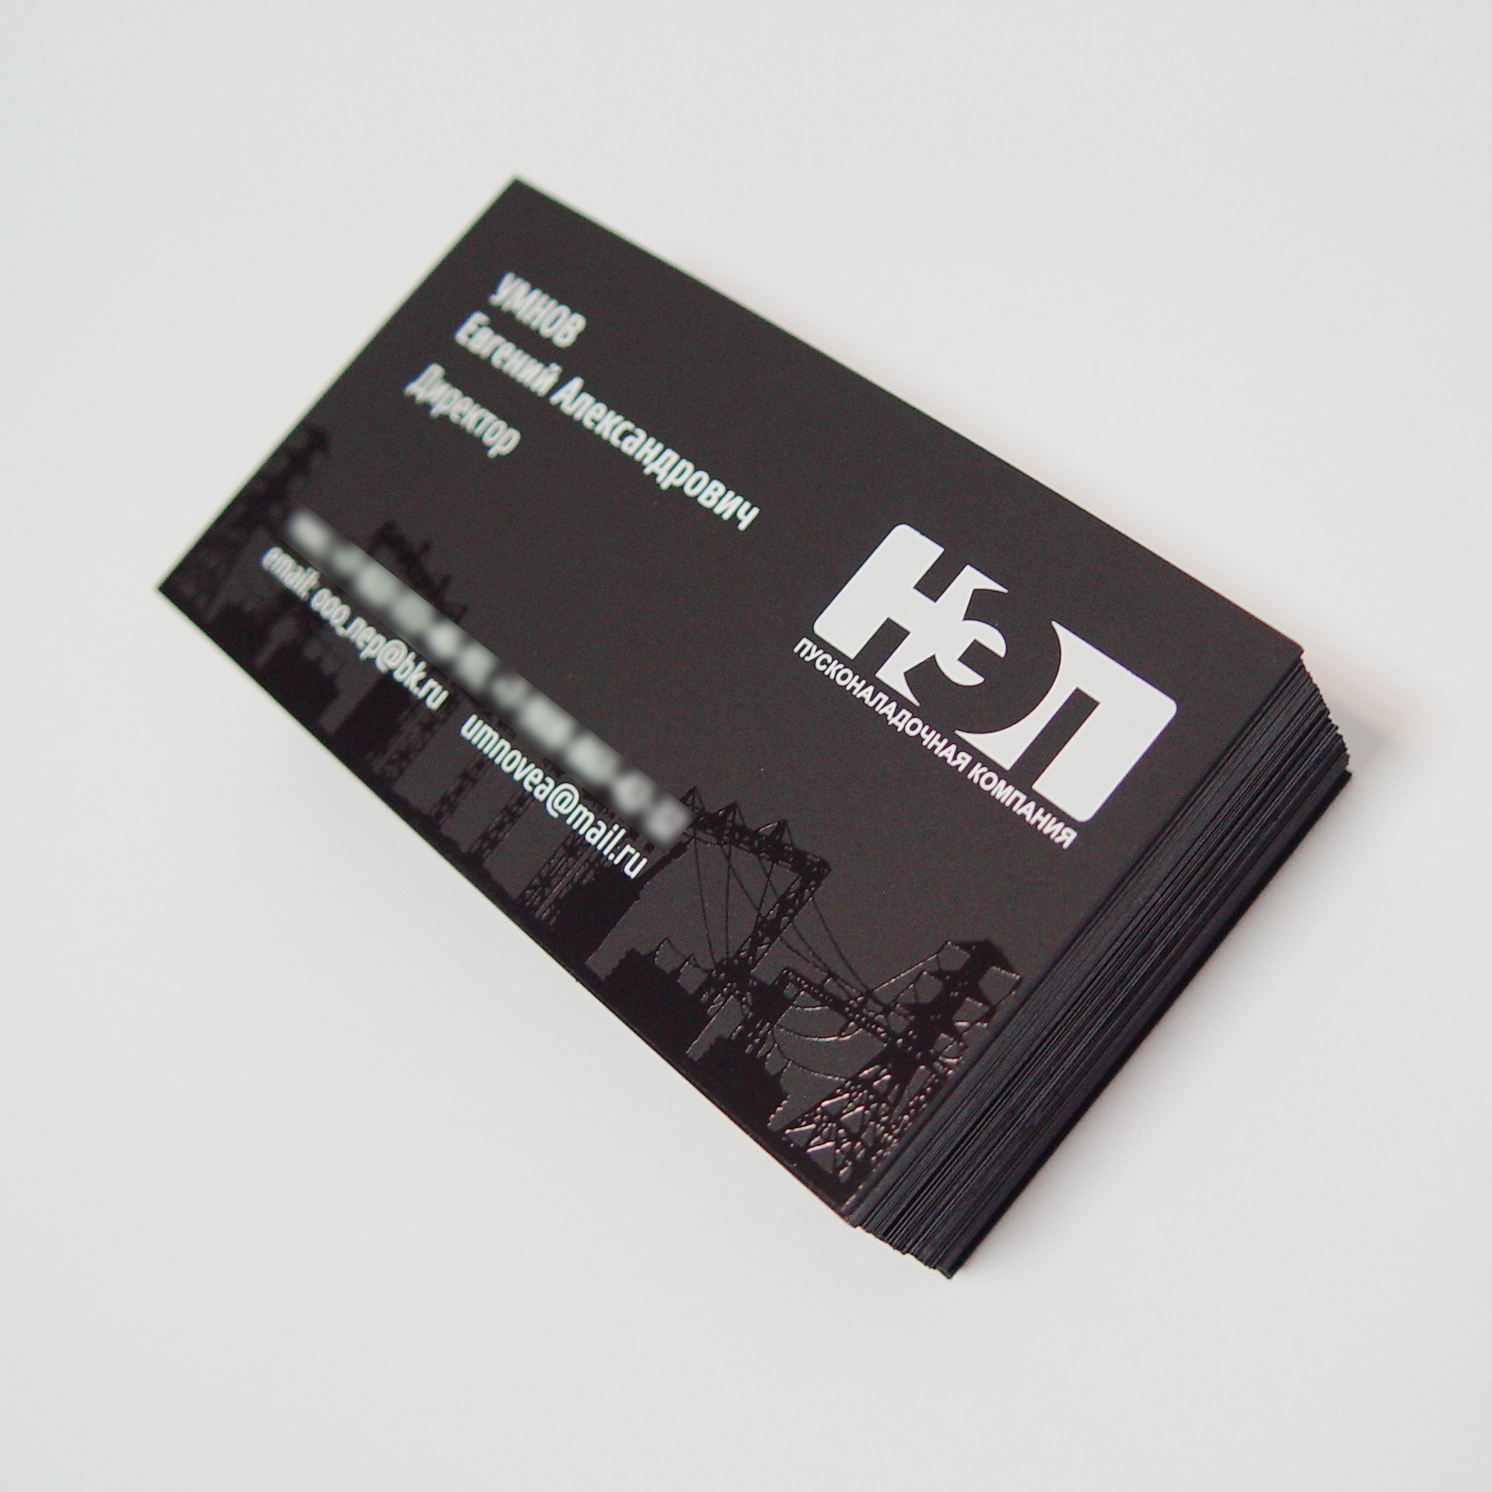 УМНОВ
Евгений Александрович
Директор
НЭП
ПУСКОНАЛАДОЧНАЯ КОМПАНИЯ
email: ooo_nep@bk.ru umnovea@mail.ru